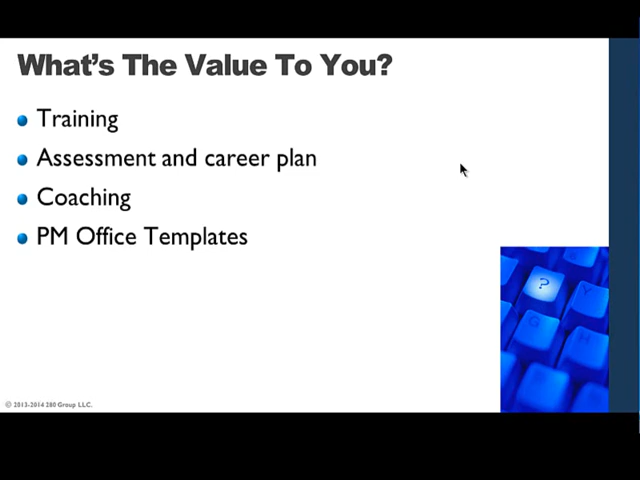 What's The Value To You?
Training
Assessment and career plan
Coaching
PM Office Templates
?
Y
G
H
© 2013-2014 280 Group LLC.